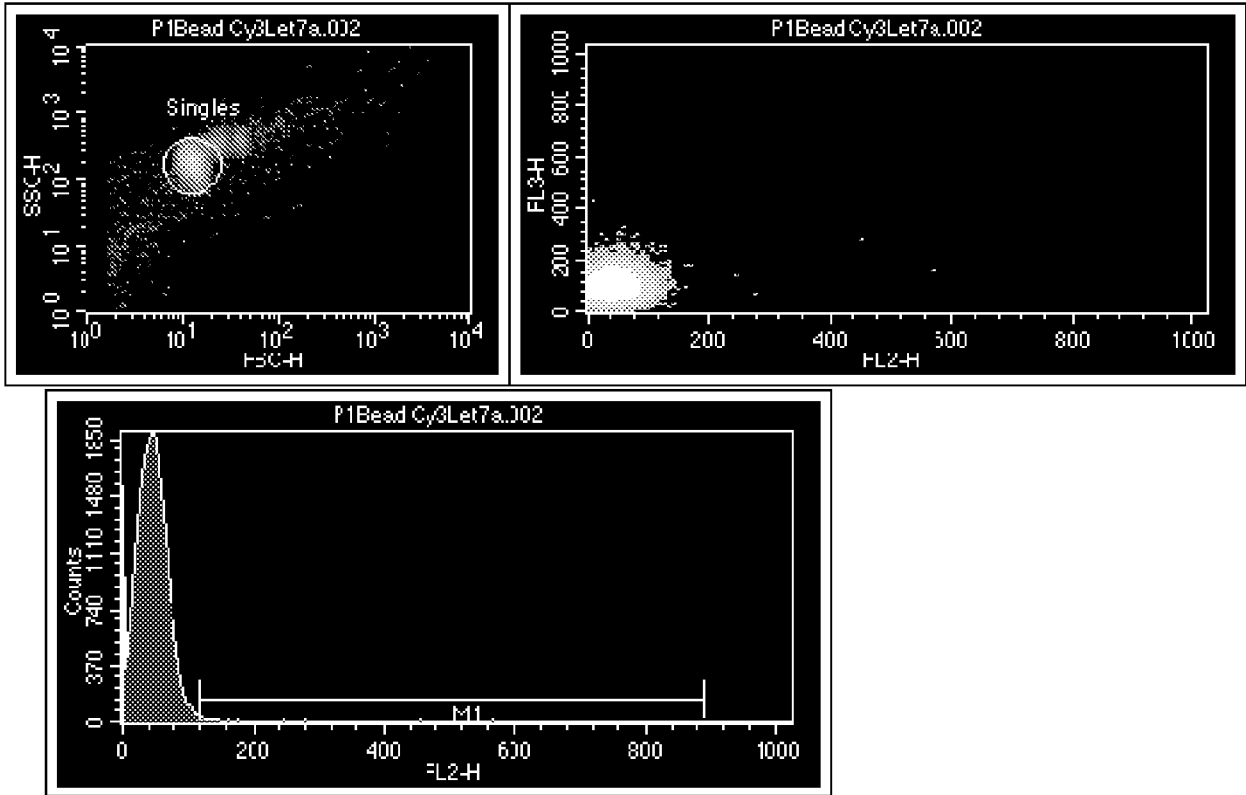 P1Bead Cy3Let7a.002
10^4
10^3
10^2
10^1
10^0
SSC-H
Singles
10^0 10^1 10^2 10^3 10^4
FSC-H
P1Bead Cy3Let7a.002
1000
800
600
400
200
0
FL3-H
0 200 400 600 800 1000
FL2-H
P1Bead Cy3Let7a.002
1850
1480
1110
740
370
0
Counts
M1
0 200 400 600 800 1000
FL2-H